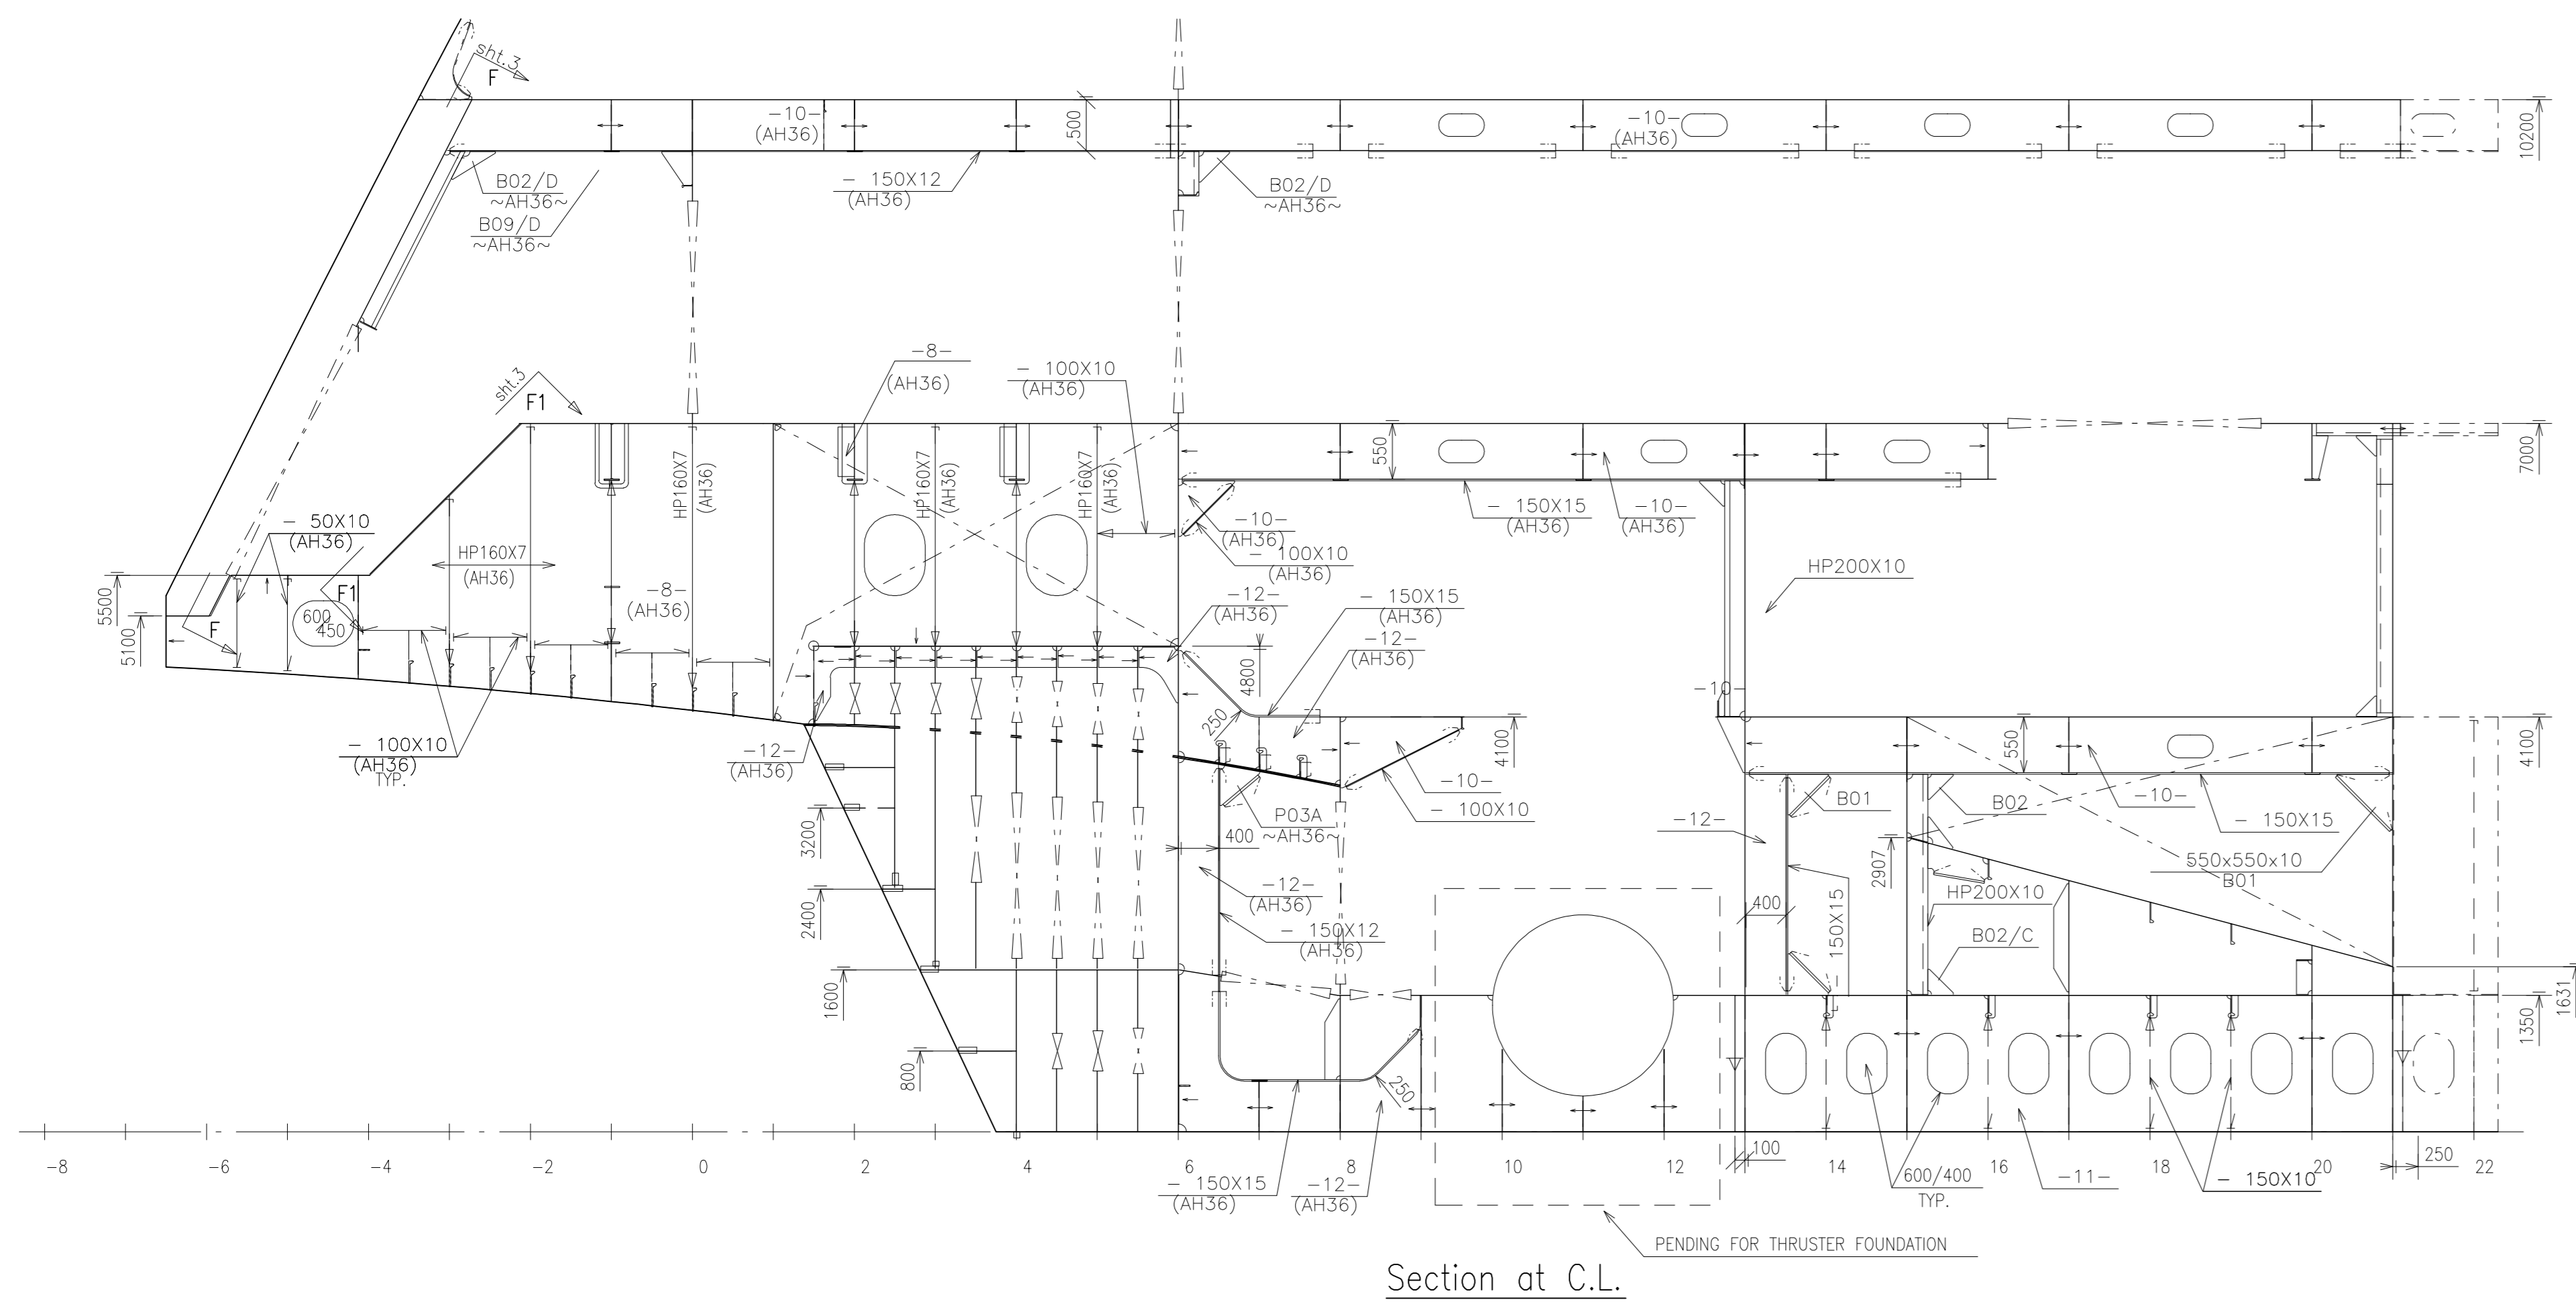 sht.3
F
-10-
(AH36)
500
-10-
(AH36)
10200
B02/D
~AH36~
B09/D
~AH36~
- 150X12
(AH36)
B02/D
~AH36~
-8-
(AH36)
- 100X10
(AH36)
sht.3
F1
HP160X7
(AH36)
HP160X7
(AH36)
HP160X7
(AH36)
550
7000
- 50X10
(AH36)
HP160X7
(AH36)
-10-
(AH36)
- 100X10
(AH36)
- 150X15
(AH36)
-10-
(AH36)
HP200X10
5500
5100
F1
600
450
F
-8-
(AH36)
-12-
(AH36)
- 150X15
(AH36)
-12-
(AH36)
4800
-10-
250
4100
550
4100
- 100X10
(AH36)
TYP.
-12-
(AH36)
-10-
- 100X10
P03A
~AH36~
400
-12-
B01
B02
-10-
- 150X15
550x550x10
B01
3200
2400
2907
-12-
(AH36)
- 150X12
(AH36)
400
150X15
HP200X10
B02/C
1600
800
250
1631
1350
-8
-6
-4
-2
0
2
4
6
8
10
12
100
14
16
18
20
250
22
- 150X15
(AH36)
-12-
(AH36)
600/400
TYP.
-11-
- 150X10
PENDING FOR THRUSTER FOUNDATION
Section at C.L.